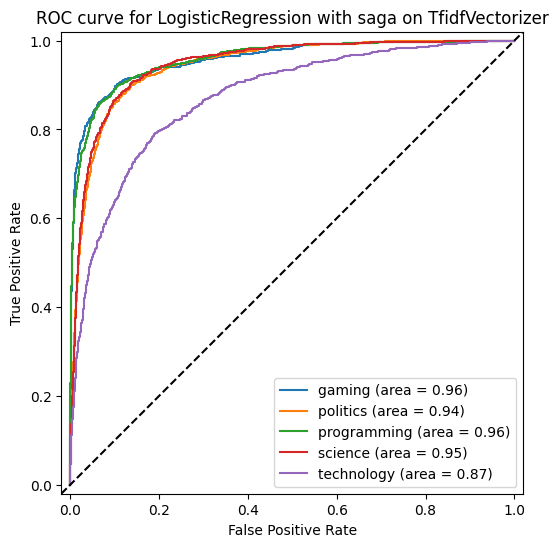 ROC curve for LogisticRegression with saga on TfidfVectorizer
True Positive Rate
1.0
0.8
0.6
0.4
0.2
0.0
gaming (area = 0.96)
politics (area = 0.94)
programming (area = 0.96)
science (area = 0.95)
technology (area = 0.87)
0.0 0.2 0.4 0.6 0.8 1.0
False Positive Rate